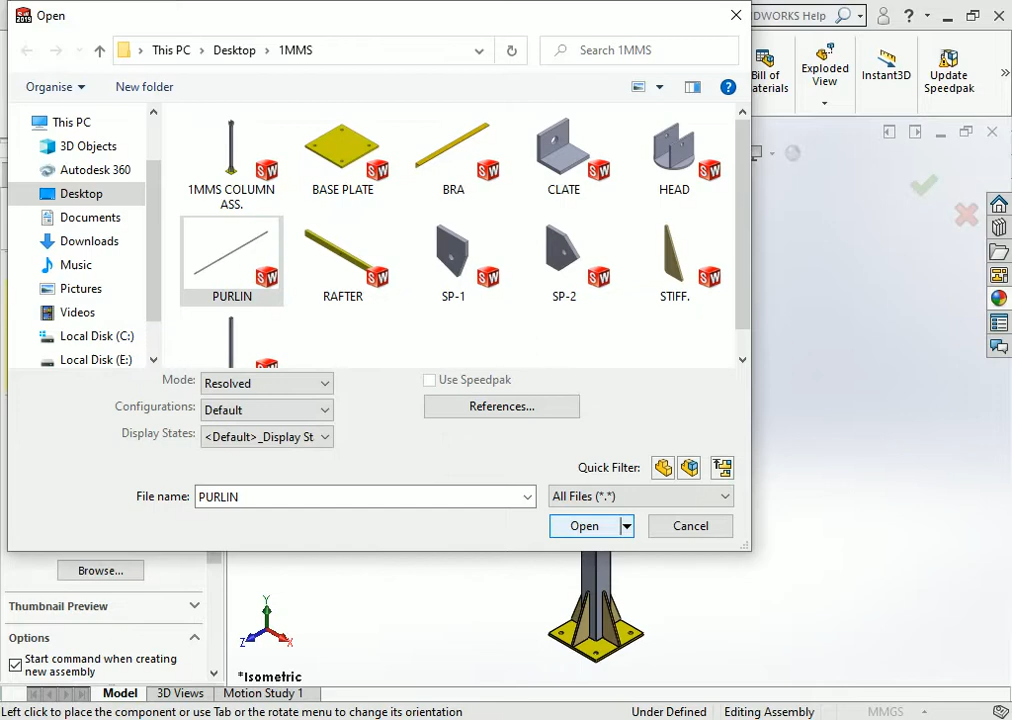 2019
Open
DWORKS Help
?
This PC
Desktop
1MMS
Search 1MMS
Organise
New folder
?
Bill of
Materials
Exploded
View
Instant3D
Update
Speedpak
This PC
3D Objects
Autodesk 360
Desktop
Documents
Downloads
Music
Pictures
Videos
Local Disk (C:)
Local Disk (E:)
1MMS COLUMN
ASS.
BASE PLATE
BRA
CLATE
HEAD
PURLIN
RAFTER
SP-1
SP-2
STIFF.
Mode:
Resolved
Use Speedpak
Configurations:
Default
References...
Display States:
<Default>_Display St
Quick Filter:
File name:
PURLIN
All Files (*.*)
Open
Cancel
Browse...
Thumbnail Preview
Options
Start command when creating
new assembly
Y
Z
X
*Isometric
Model
3D Views
Motion Study 1
Left click to place the component or use Tab or the rotate menu to change its orientation
Under Defined
Editing Assembly
MMGS